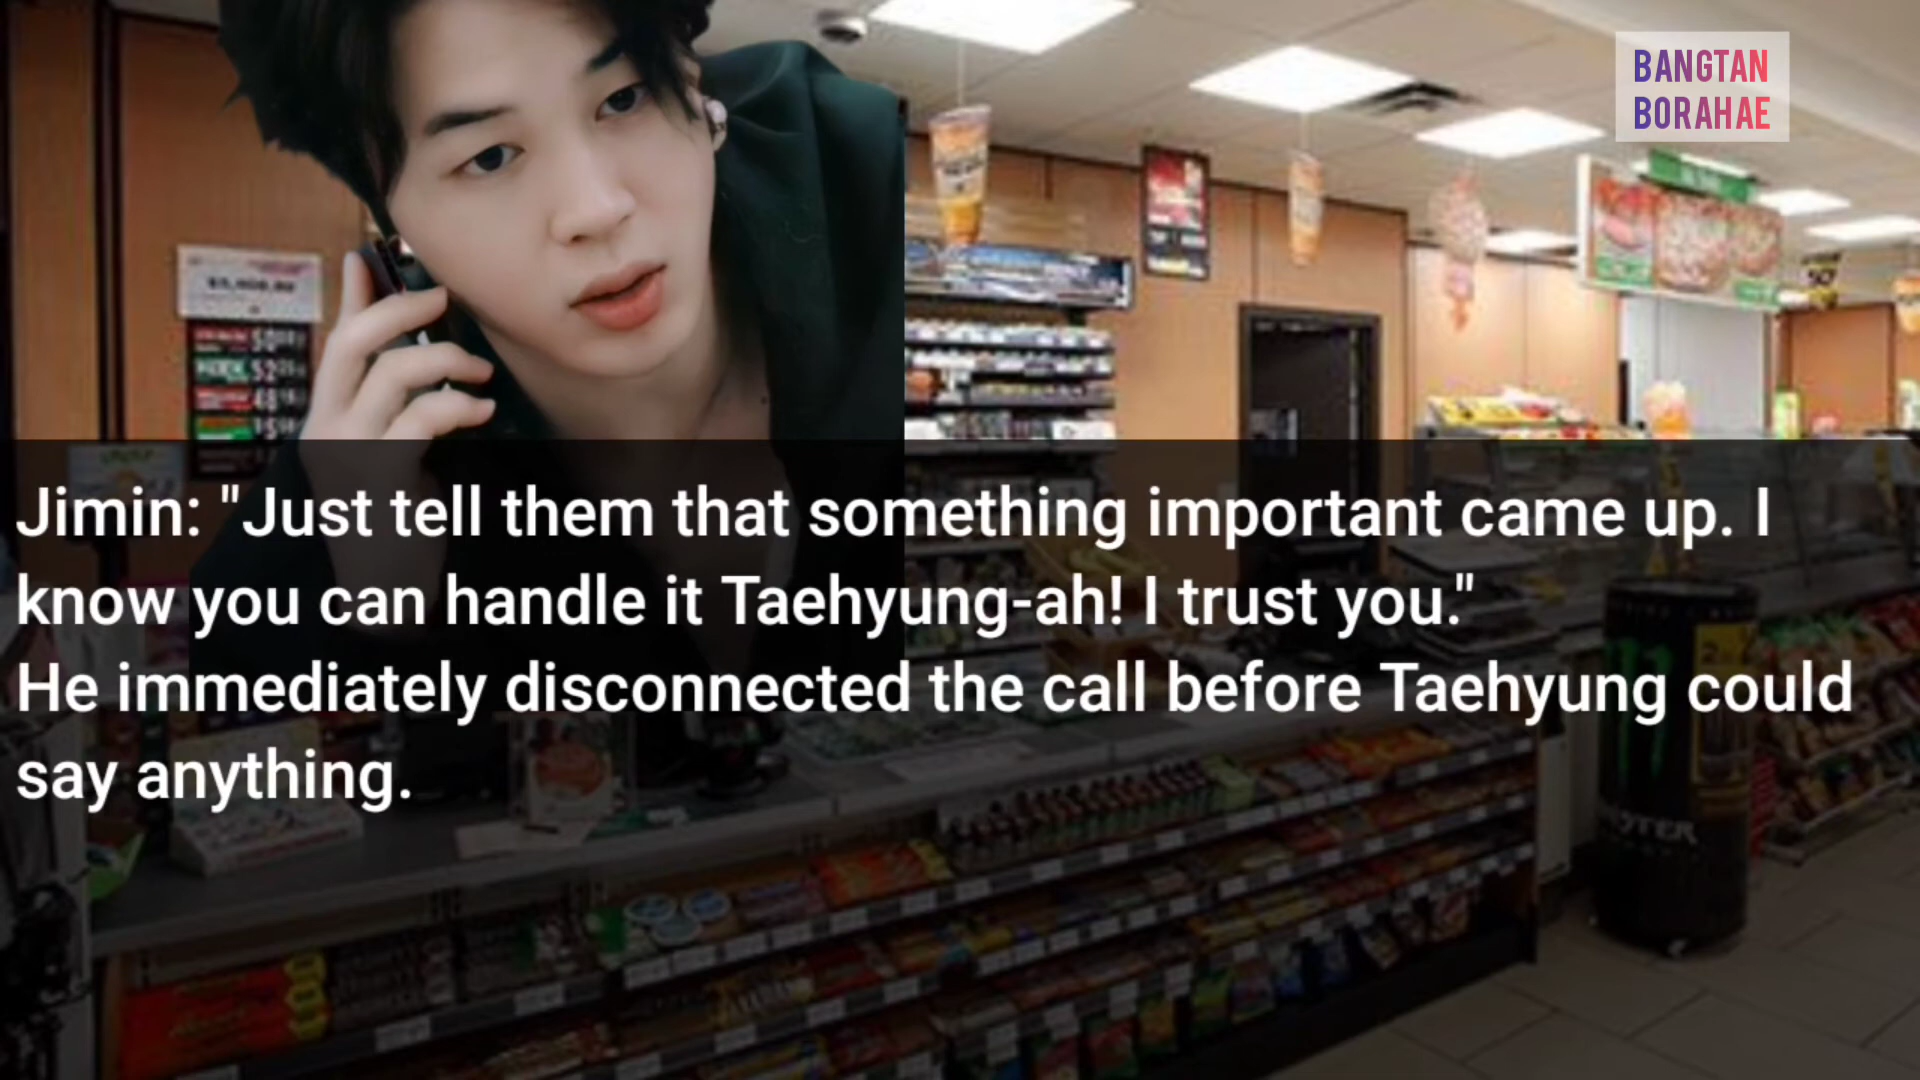 BANGTAN
BORAHAE
Jimin: "Just tell them that something important came up. I
know you can handle it Taehyung-ah! I trust you."
He immediately disconnected the call before Taehyung could
say anything.